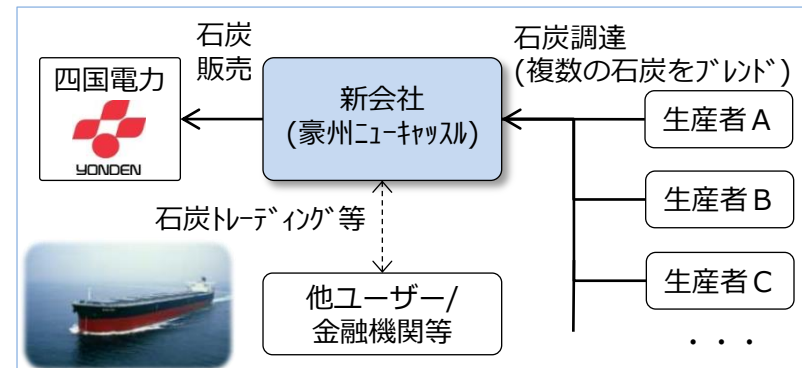 石炭
販売
石炭調達
(複数の石炭をﾌﾞﾚﾝﾄﾞ)
四国電力
YONDEN
新会社
(豪州ﾆｭｰｷｬｯｽﾙ)
生産者A
生産者B
石炭ﾄﾚｰﾃﾞｨﾝｸﾞ等
生産者C
他ユーザー/
金融機関等
・・・